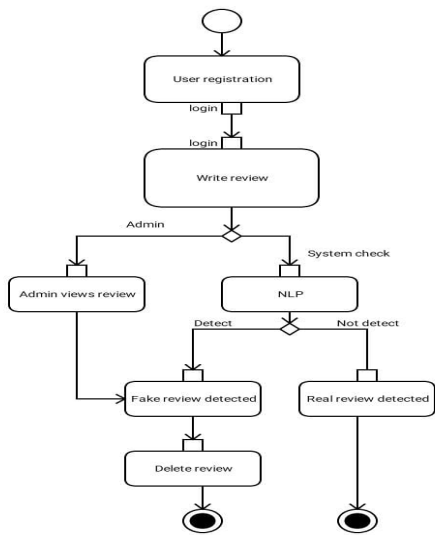 User registration
login
login
Write review
Admin
System check
Admin views review
NLP
Detect
Not detect
Fake review detected
Real review detected
Delete review